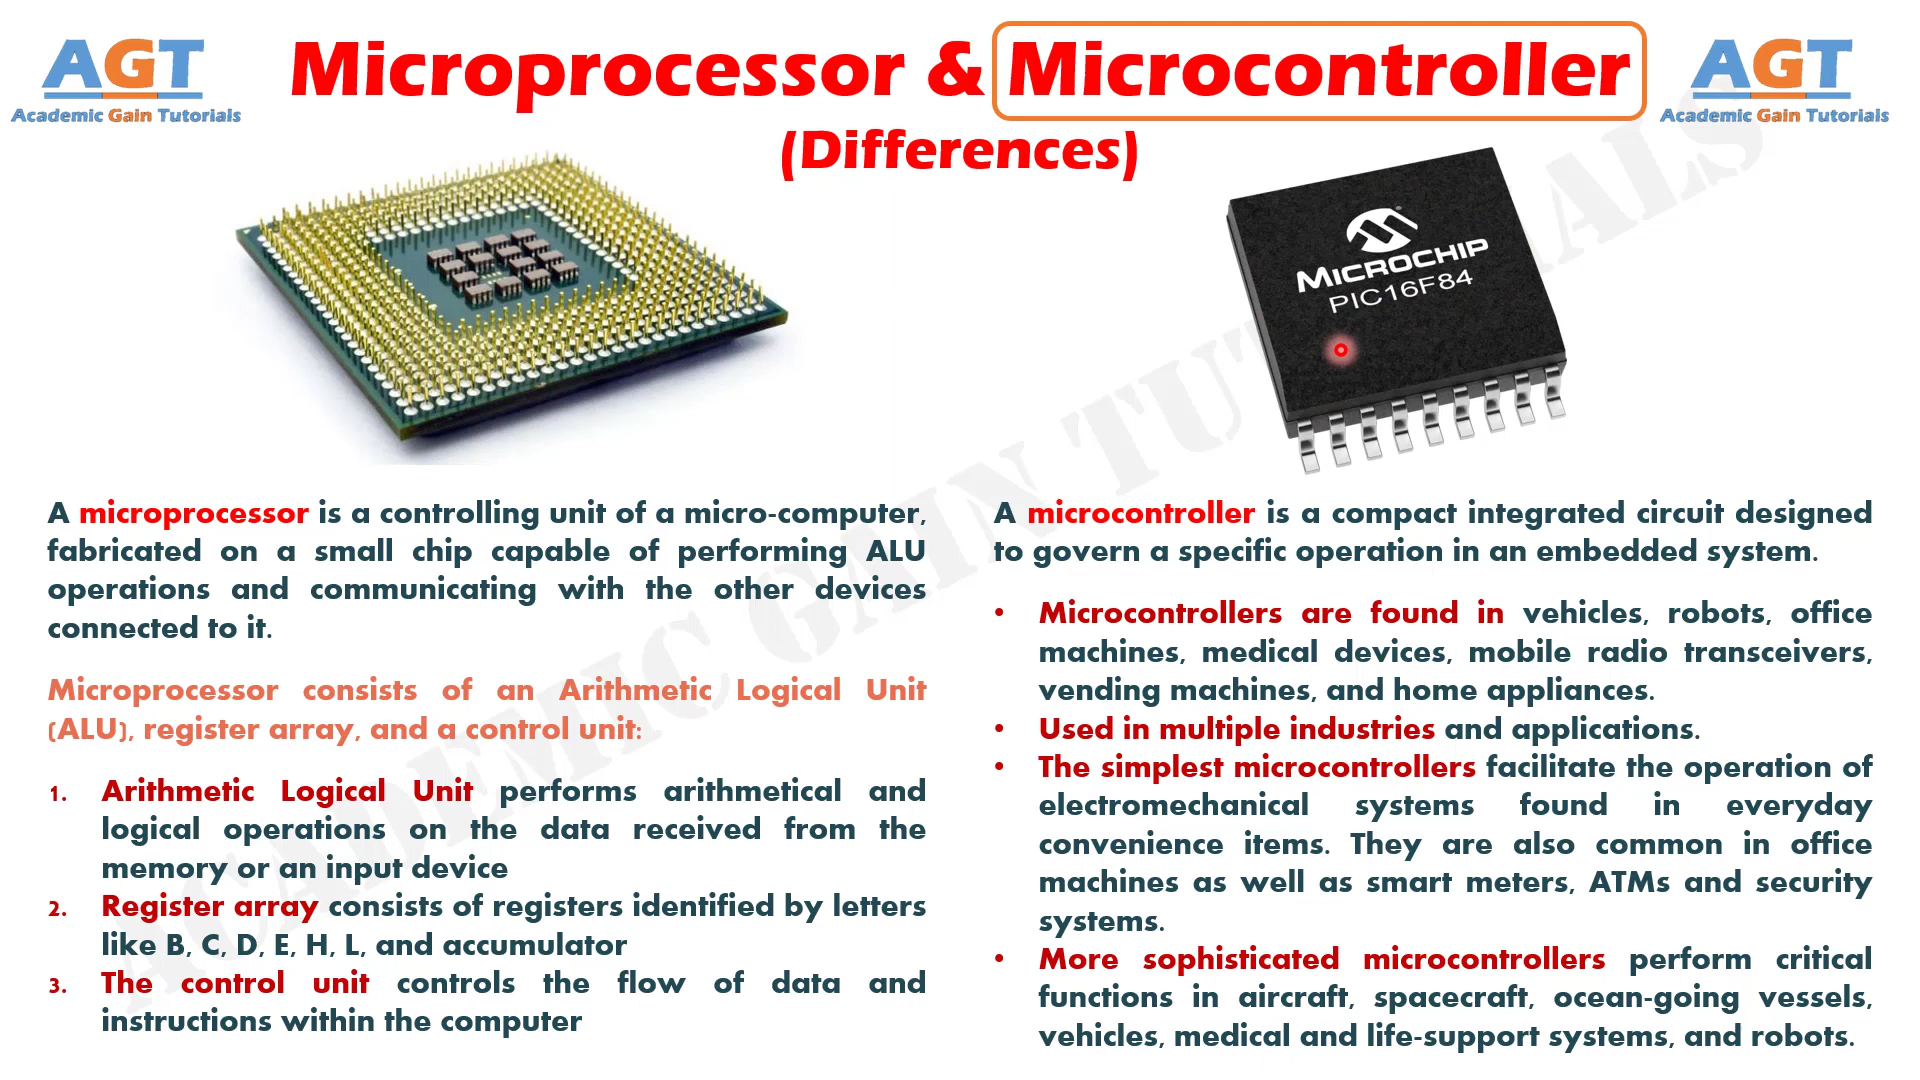 AGT
Academic Gain Tutorials
Microprocessor & Microcontroller
(Differences)
AGT
Academic Gain Tutorials
MICROCHIP
PIC16F84
A microprocessor is a controlling unit of a micro-computer,
fabricated on a small chip capable of performing ALU
operations and communicating with the other devices
connected to it.
Microprocessor consists of an Arithmetic Logical Unit
(ALU), register array, and a control unit:
1. Arithmetic Logical Unit performs arithmetical and
logical operations on the data received from the
memory or an input device
2. Register array consists of registers identified by letters
like B, C, D, E, H, L, and accumulator
3. The control unit controls the flow of data and
instructions within the computer
A microcontroller is a compact integrated circuit designed
to govern a specific operation in an embedded system.
• Microcontrollers are found in vehicles, robots, office
machines, medical devices, mobile radio transceivers,
vending machines, and home appliances.
• Used in multiple industries and applications.
• The simplest microcontrollers facilitate the operation of
electromechanical systems found in everyday
convenience items. They are also common in office
machines as well as smart meters, ATMs and security
systems.
• More sophisticated microcontrollers perform critical
functions in aircraft, spacecraft, ocean-going vessels,
vehicles, medical and life-support systems, and robots.
ACADEMIC GAIN TUTORIALS